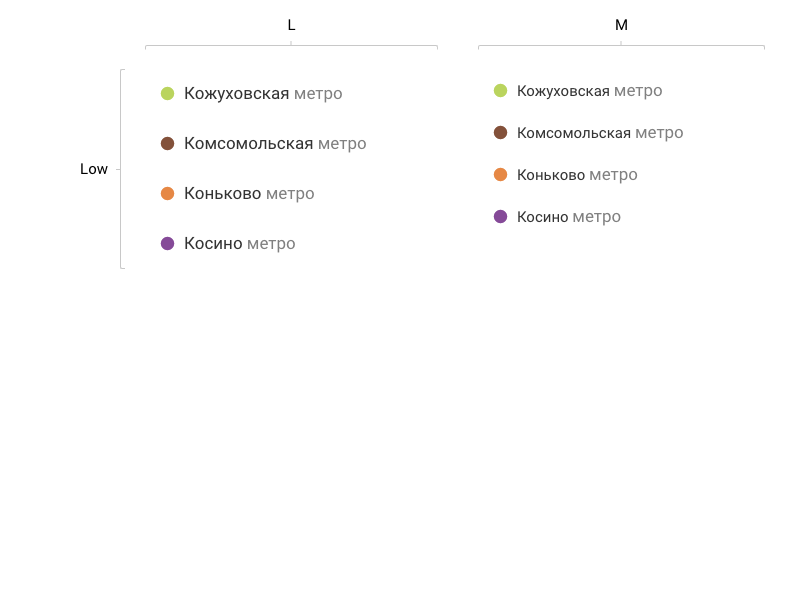 L
M
Кожуховская метро
Кожуховская метро
Комсомольская метро
Комсомольская метро
Low
Коньково метро
Коньково метро
Косино метро
Косино метро